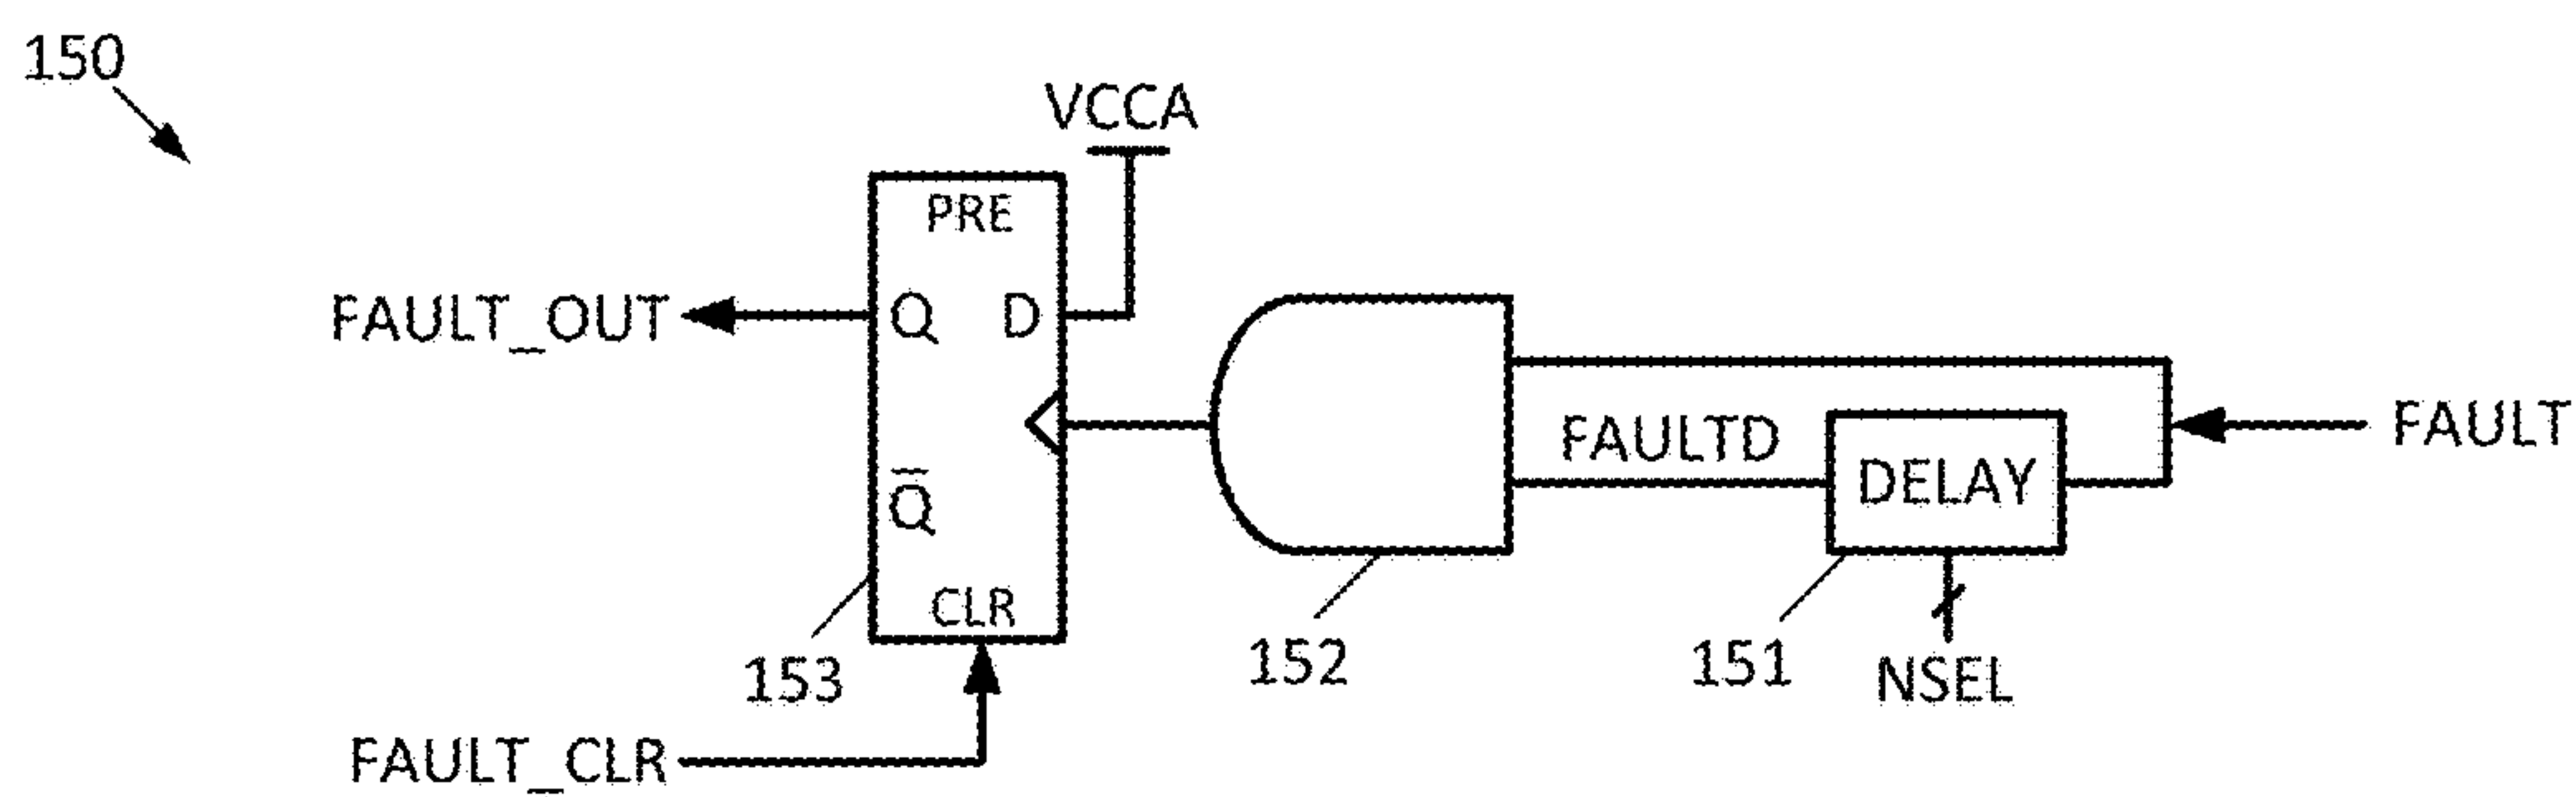 150
VCCA
PRE
FAULT_OUT
Q
D
FAULT
FAULTD
DELAY
Q̅
CLR
153
152
151
NSEL
FAULT_CLR